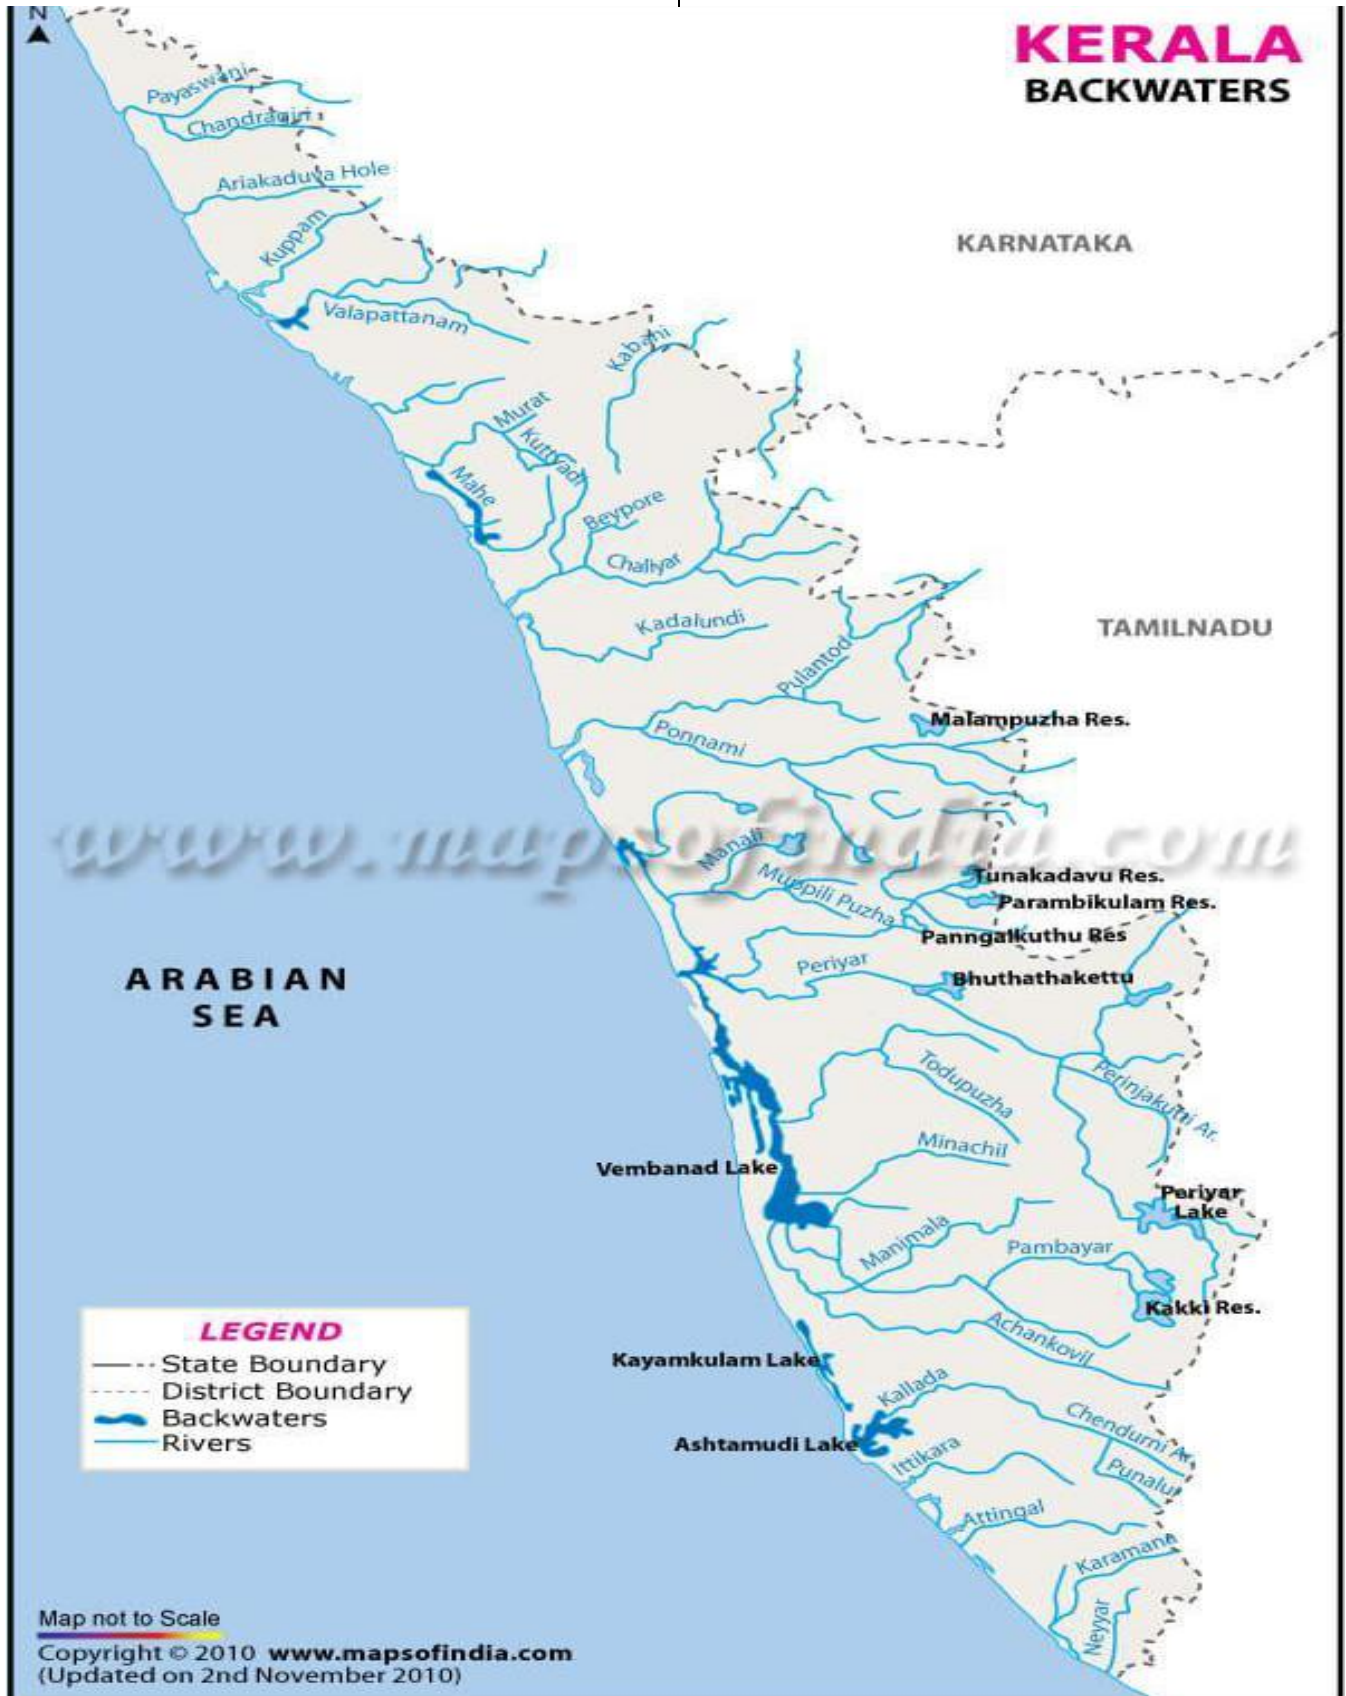 N
KERALA
BACKWATERS
Payaswani
Chandragiri
Ariakaduva Hole
KARNATAKA
Kuppam
Valapattanam
Kabani
Murat
Kuttyadi
Mahe
Beypore
Challyar
Kadalundi
TAMILNADU
Pulantod
Malampuzha Res.
Ponnami
www.mapsofindia.com
Manali
Muppili Puzha
Tunakadavu Res.
Parambikulam Res.
Panngalkuthu Res
Periyar
Bhuthathakettu
ARABIAN
SEA
Todupuzha
Perinjakutti Ar.
Minachil
Vembanad Lake
Periyar
Lake
Manimala
Pambayar
Kakki Res.
LEGEND
State Boundary
District Boundary
Backwaters
Rivers
Achankovil
Kayamkulam Lake
Kallada
Chendurni Ar
Ashtamudi Lake
Ittikara
Punalur
Attingal
Karamana
Neyyar
Map not to Scale
Copyright © 2010 www.mapsofindia.com
(Updated on 2nd November 2010)